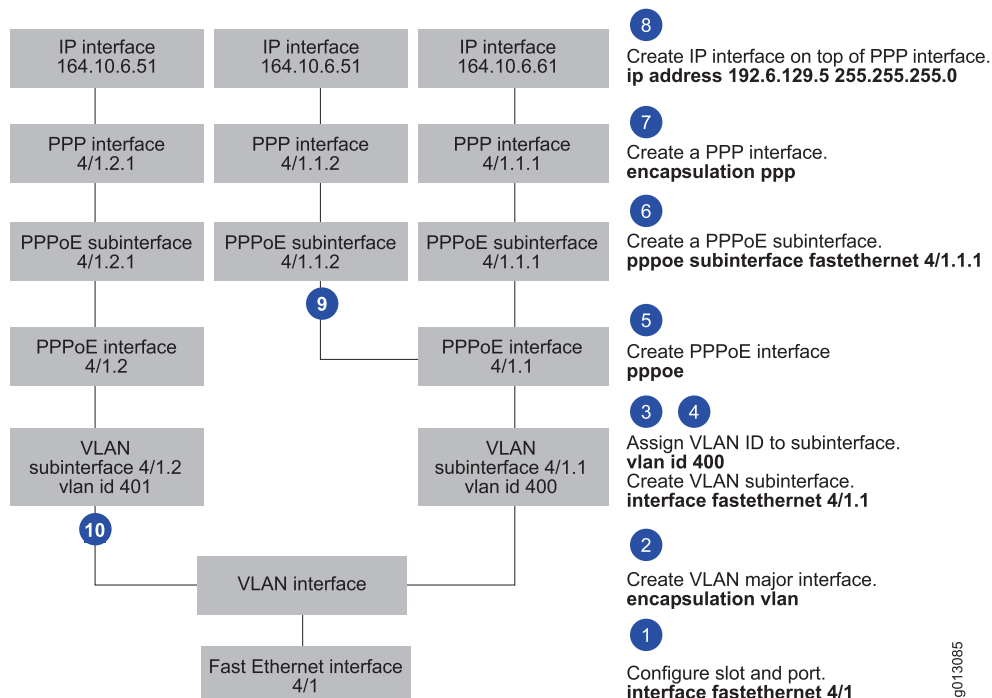 IP interface
164.10.6.51
IP interface
164.10.6.51
IP interface
164.10.6.61
8
Create IP interface on top of PPP interface.
ip address 192.6.129.5 255.255.255.0
PPP interface
4/1.2.1
PPP interface
4/1.1.2
PPP interface
4/1.1.1
7
Create a PPP interface.
encapsulation ppp
PPPoE subinterface
4/1.2.1
PPPoE subinterface
4/1.1.2
PPPoE subinterface
4/1.1.1
6
Create a PPPoE subinterface.
pppoe subinterface fastethernet 4/1.1.1
9
PPPoE interface
4/1.2
PPPoE interface
4/1.1
5
Create PPPoE interface
pppoe
VLAN
subinterface 4/1.2
vlan id 401
VLAN
subinterface 4/1.1
vlan id 400
3 4
Assign VLAN ID to subinterface.
vlan id 400
Create VLAN subinterface.
interface fastethernet 4/1.1
10
VLAN interface
2
Create VLAN major interface.
encapsulation vlan
Fast Ethernet interface
4/1
1
Configure slot and port.
interface fastethernet 4/1
g013085